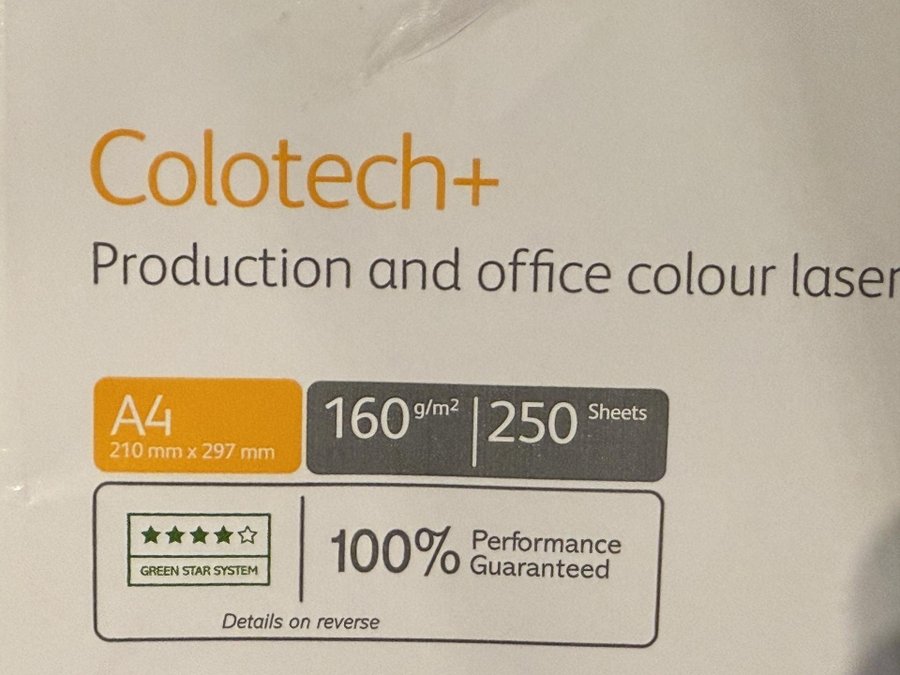 Colotech+
Production and office colour laser
A4
210 mm x 297 mm
160 g/m² | 250 Sheets
GREEN STAR SYSTEM
100% Performance
Guaranteed
Details on reverse